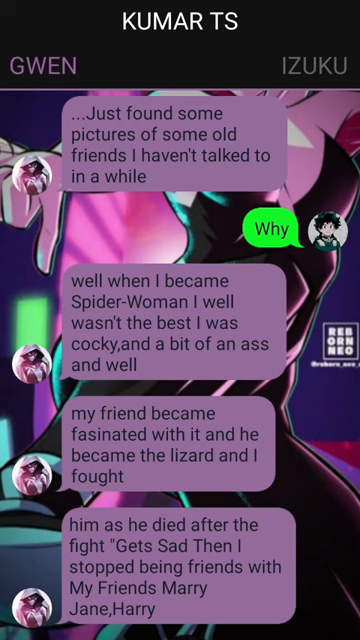 KUMAR TS
GWEN
IZUKU
...Just found some
pictures of some old
friends I haven't talked to
in a while
Why
well when I became
Spider-Woman I well
wasn't the best I was
cocky,and a bit of an ass
and well
my friend became
fasinated with it and he
became the lizard and I
fought
him as he died after the
fight "Gets Sad Then I
stopped being friends with
My Friends Marry
Jane,Harry
RE
B
ORN
NEO